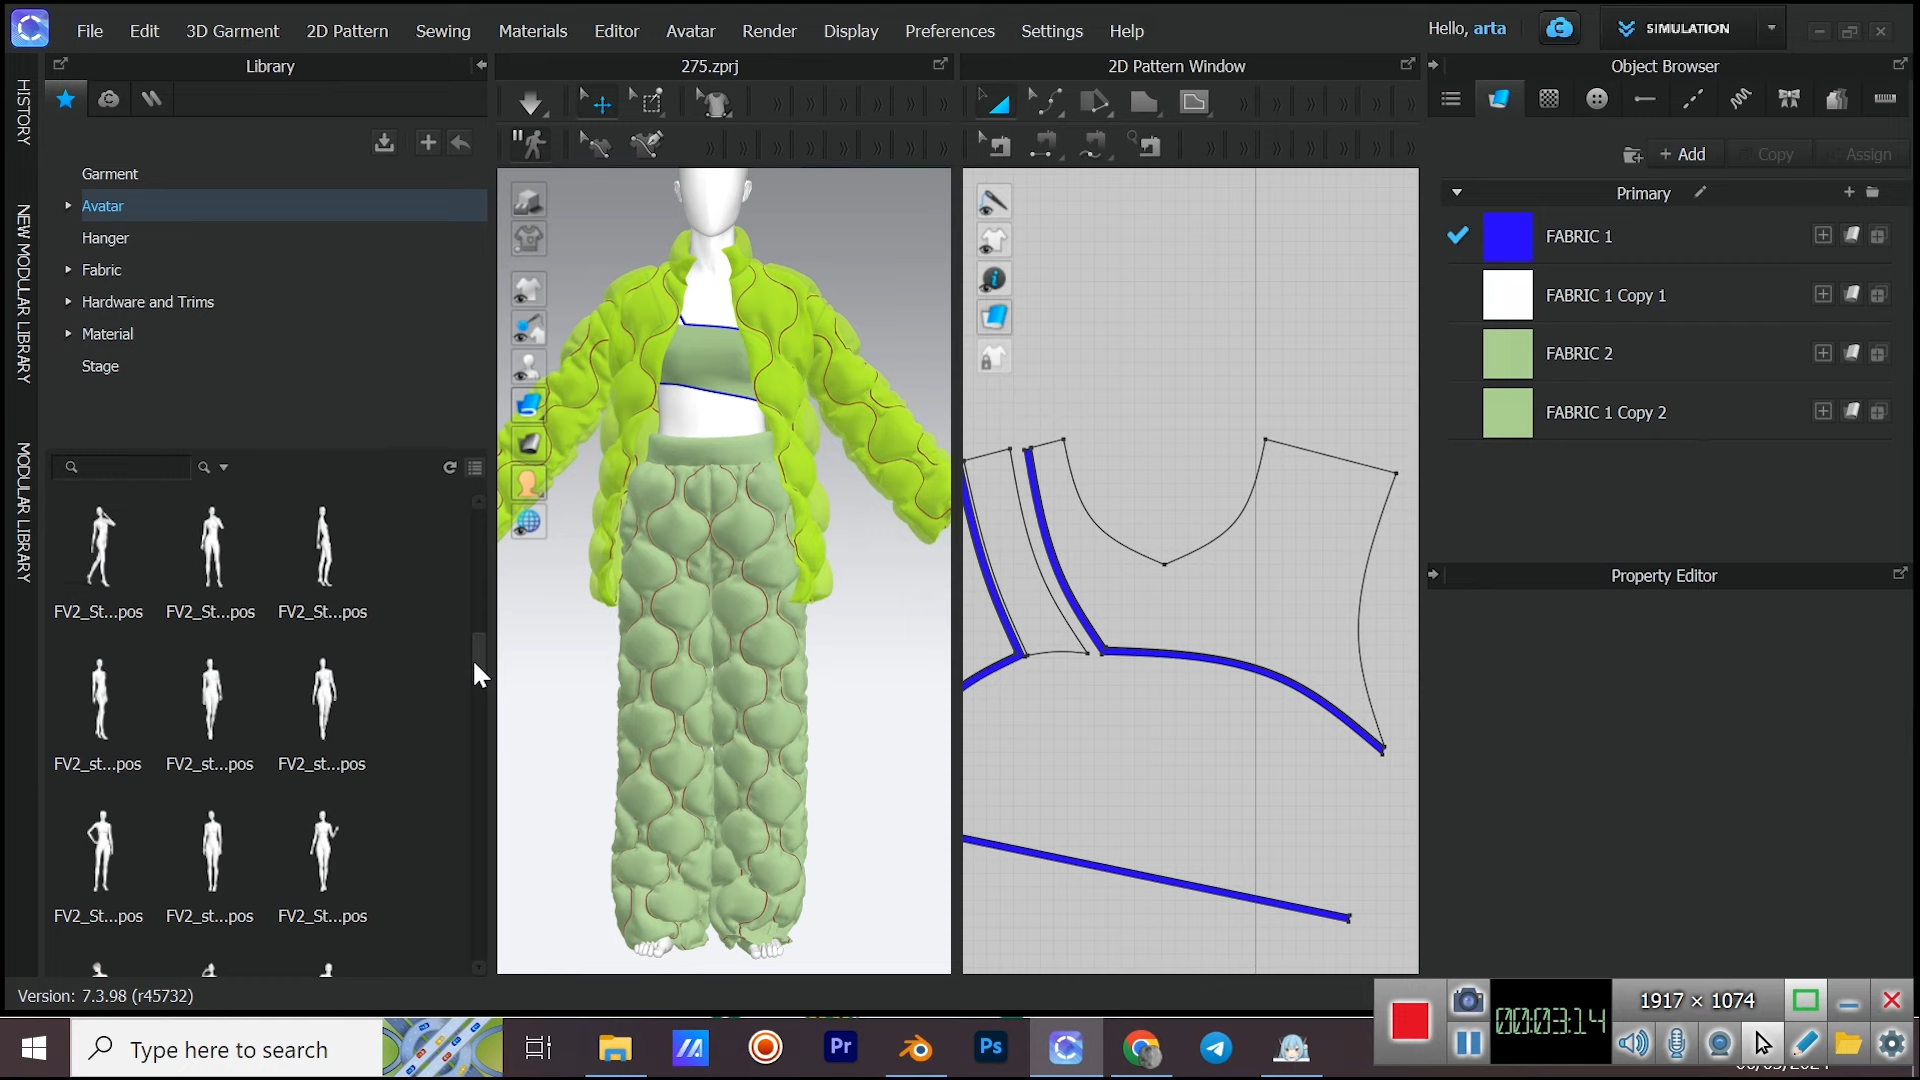 File Edit 3D Garment 2D Pattern Sewing Materials Editor Avatar Render Display Preferences Settings Help
Hello, arta
SIMULATION
Library
275.zprj
2D Pattern Window
Object Browser
HISTORY
NEW MODULAR LIBRARY
MODULAR LIBRARY
+ Add
Copy
Assign
Garment
Avatar
Hanger
Fabric
Hardware and Trims
Material
Stage
Primary
FABRIC 1
FABRIC 1 Copy 1
FABRIC 2
FABRIC 1 Copy 2
Property Editor
FV2_St...pos FV2_St...pos FV2_St...pos
FV2_st...pos FV2_st...pos FV2_st...pos
FV2_St...pos FV2_st...pos FV2_St...pos
Version: 7.3.98 (r45732)
1917 × 1074
00:03:14
Type here to search
Pr
Ps